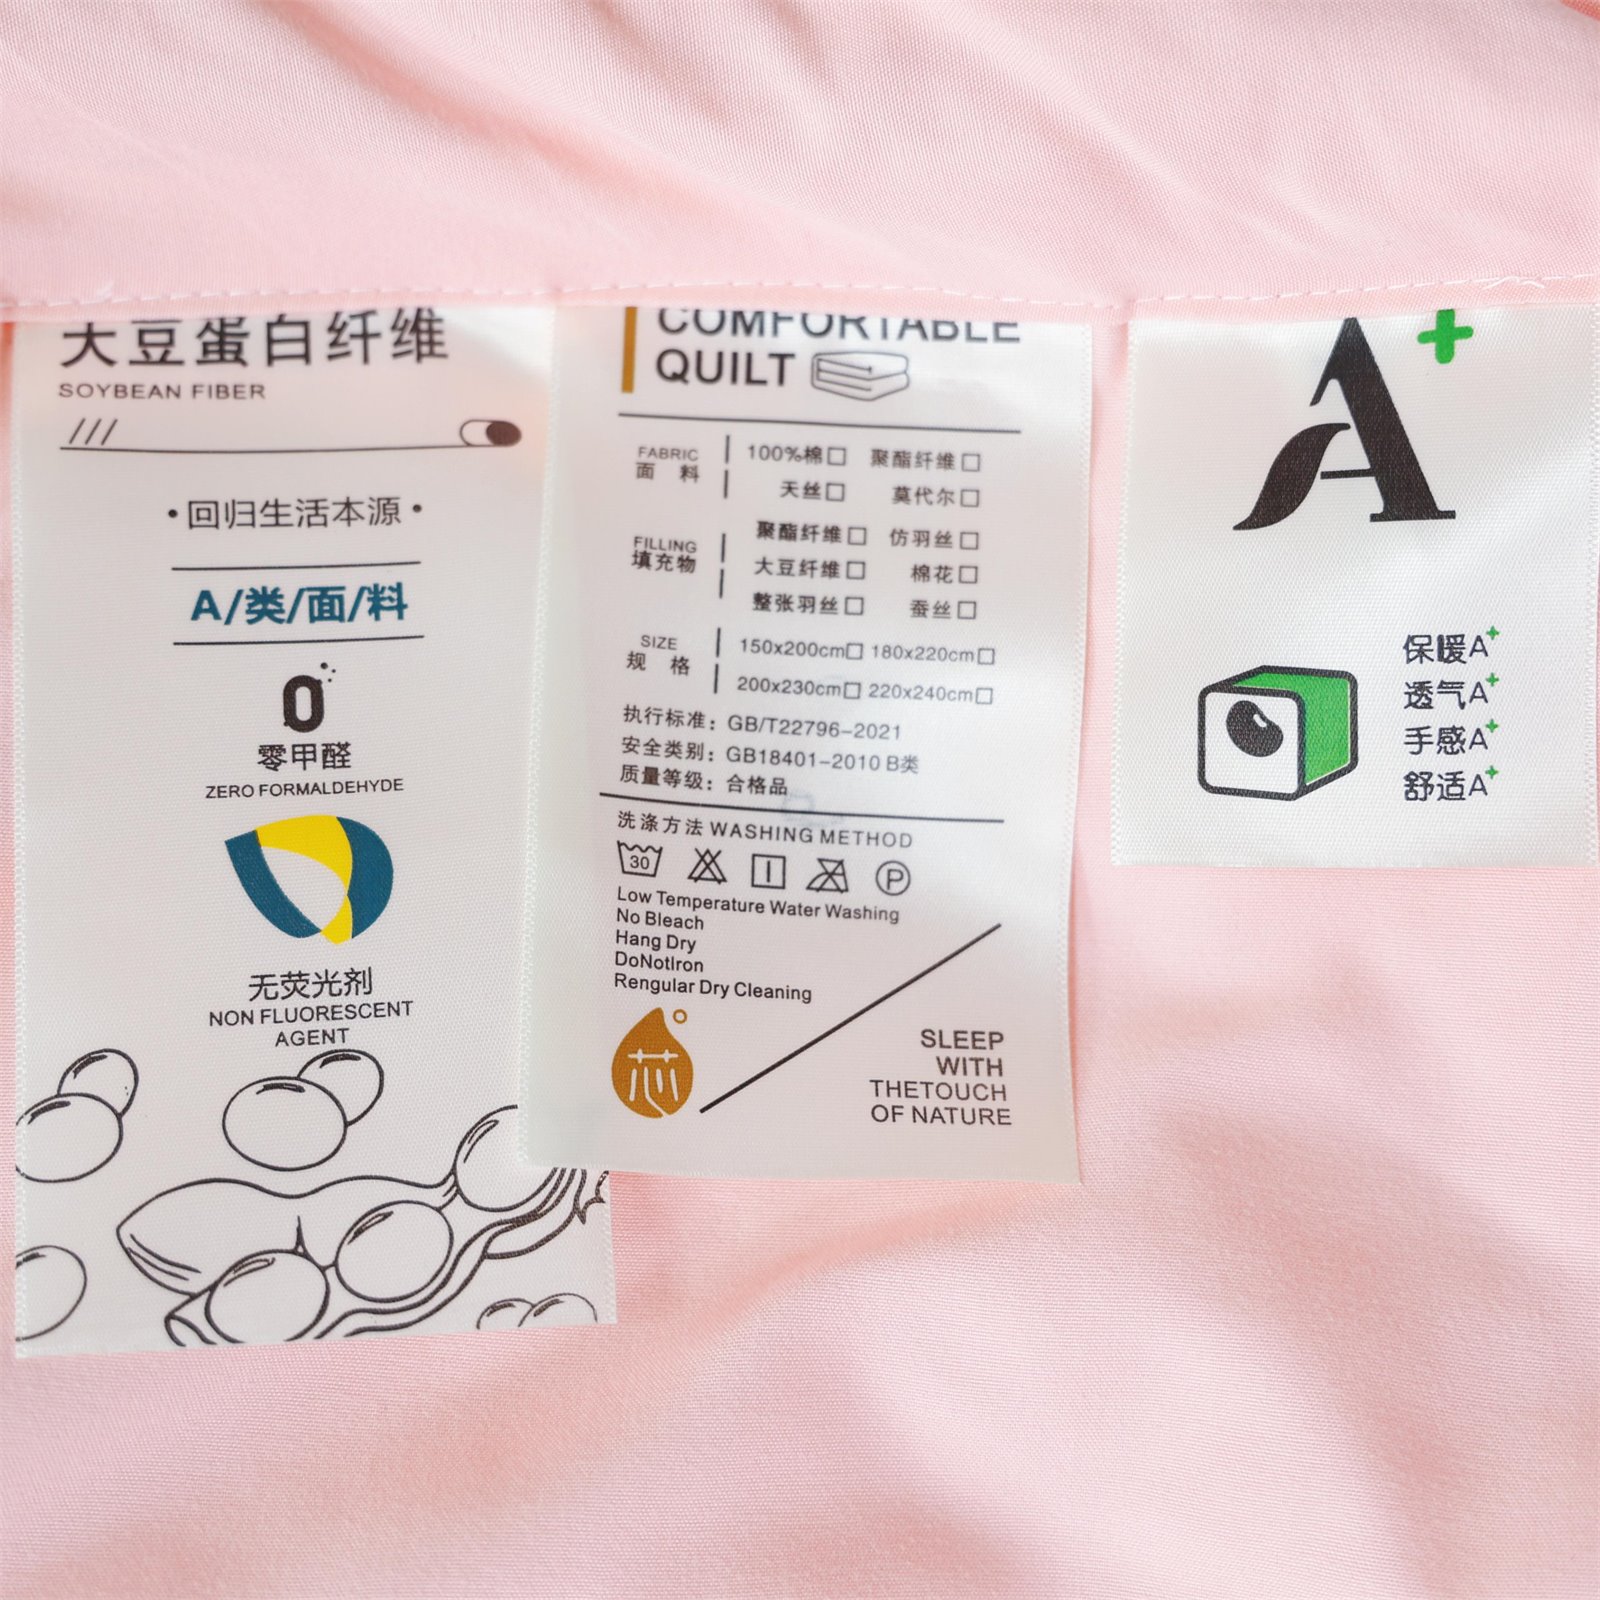 大豆蛋白纤维
SOYBEAN FIBER
•回归生活本源•
A/类/面/料
0
零甲醛
ZERO FORMALDEHYDE
无荧光剂
NON FLUORESCENT
AGENT
COMFORTABLE
QUILT
FABRIC
面 料
100%棉□ 聚酯纤维□
天丝□ 莫代尔□
FILLING
填充物
聚酯纤维□ 仿羽丝□
大豆纤维□ 棉花□
整张羽丝□ 蚕丝□
SIZE
规 格
150x200cm□ 180x220cm□
200x230cm□ 220x240cm□
执行标准：GB/T22796-2021
安全类别：GB18401-2010 B类
质量等级：合格品
洗涤方法 WASHING METHOD
30 P
Low Temperature Water Washing
No Bleach
Hang Dry
DoNotIron
Rengular Dry Cleaning
芯
SLEEP
WITH
THETOUCH
OF NATURE
A+
保暖A+
透气A+
手感A+
舒适A+